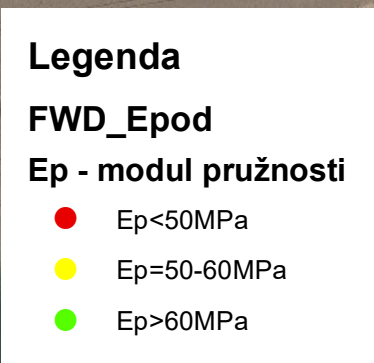 Legenda
FWD_Epod
Ep - modul pružnosti
Ep<50MPa
Ep=50-60MPa
Ep>60MPa